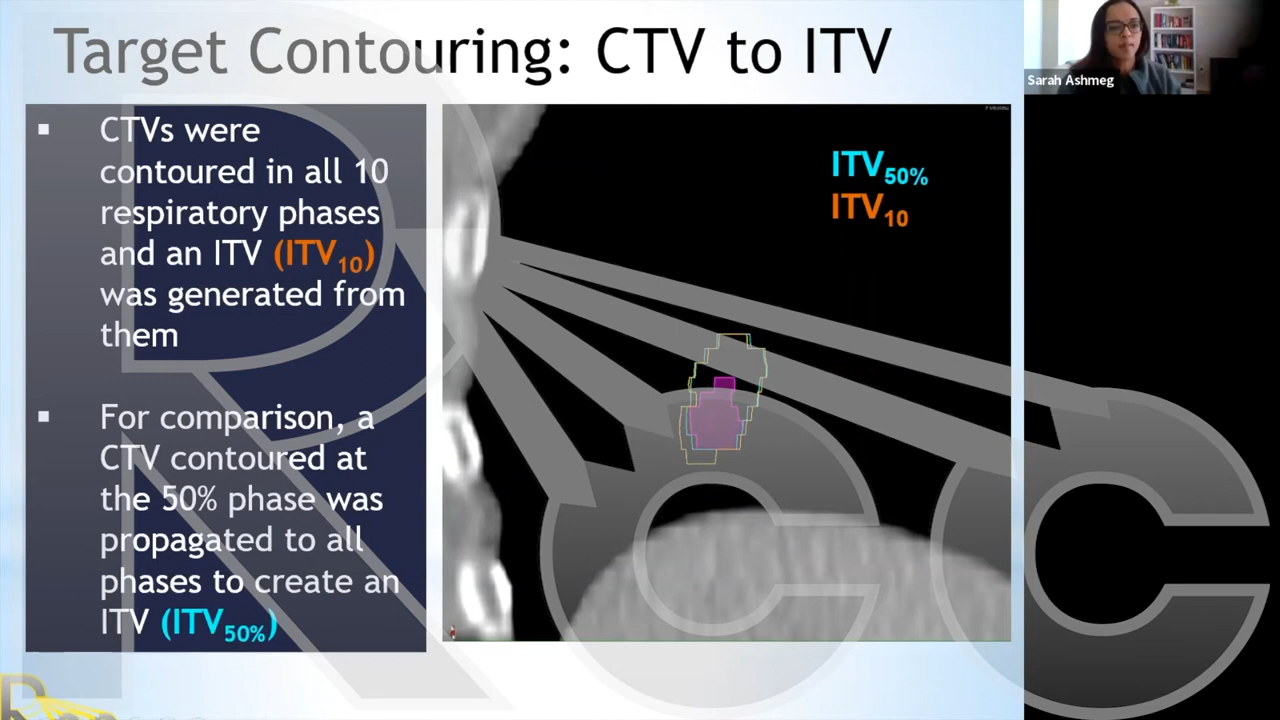 Target Contouring: CTV to ITV
Sarah Ashmeg
▪ CTVs were
contoured in all 10
respiratory phases
and an ITV (ITV10)
was generated from
them
▪ For comparison, a
CTV contoured at
the 50% phase was
propagated to all
phases to create an
ITV (ITV50%)
ITV50%
ITV10
RCC